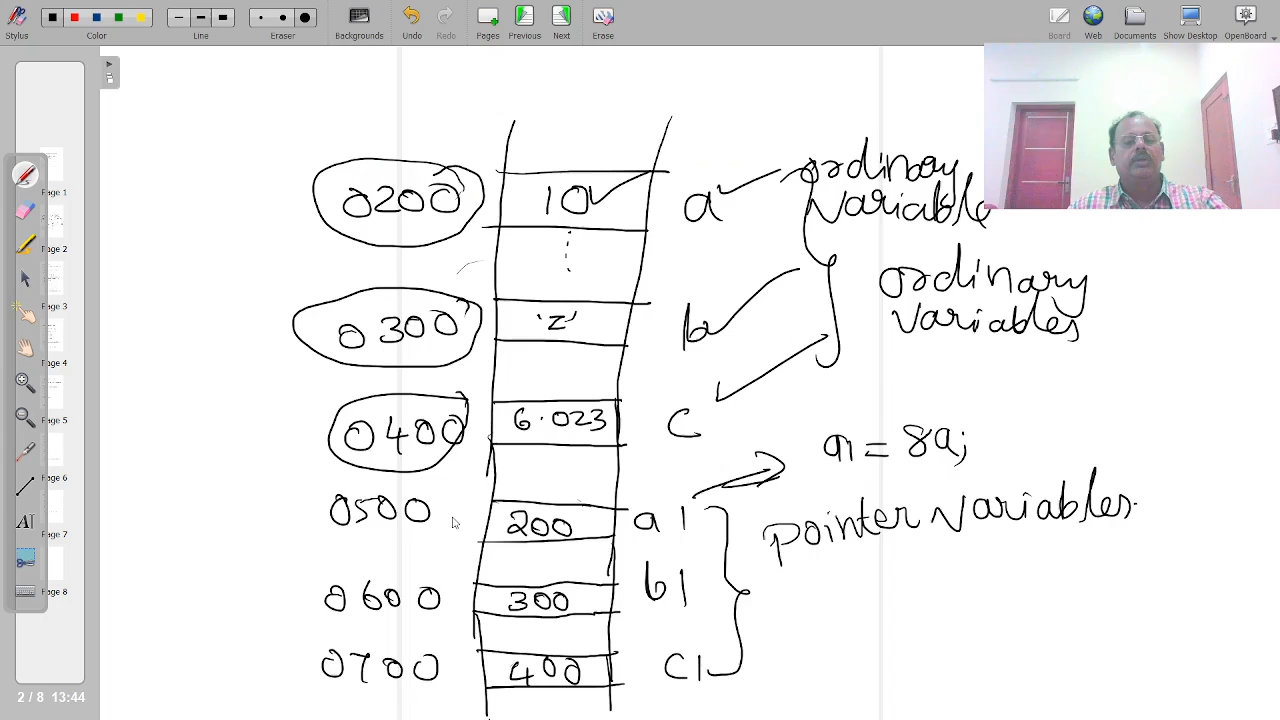 Stylus
Color
Line
Eraser
Backgrounds
Undo
Redo
Pages
Previous
Next
Erase
Board
Web
Documents
Show Desktop
OpenBoard
Page 1
Page 2
Page 3
Page 4
Page 5
Page 6
Page 7
Page 8
0200 10 a ordinary
variable
0300 'z' b ordinary
variables
0400 6.023 c
a1 = &a;
0500 200 a1 pointer variables.
0600 300 b1
0700 400 c1
2 / 8 13:44